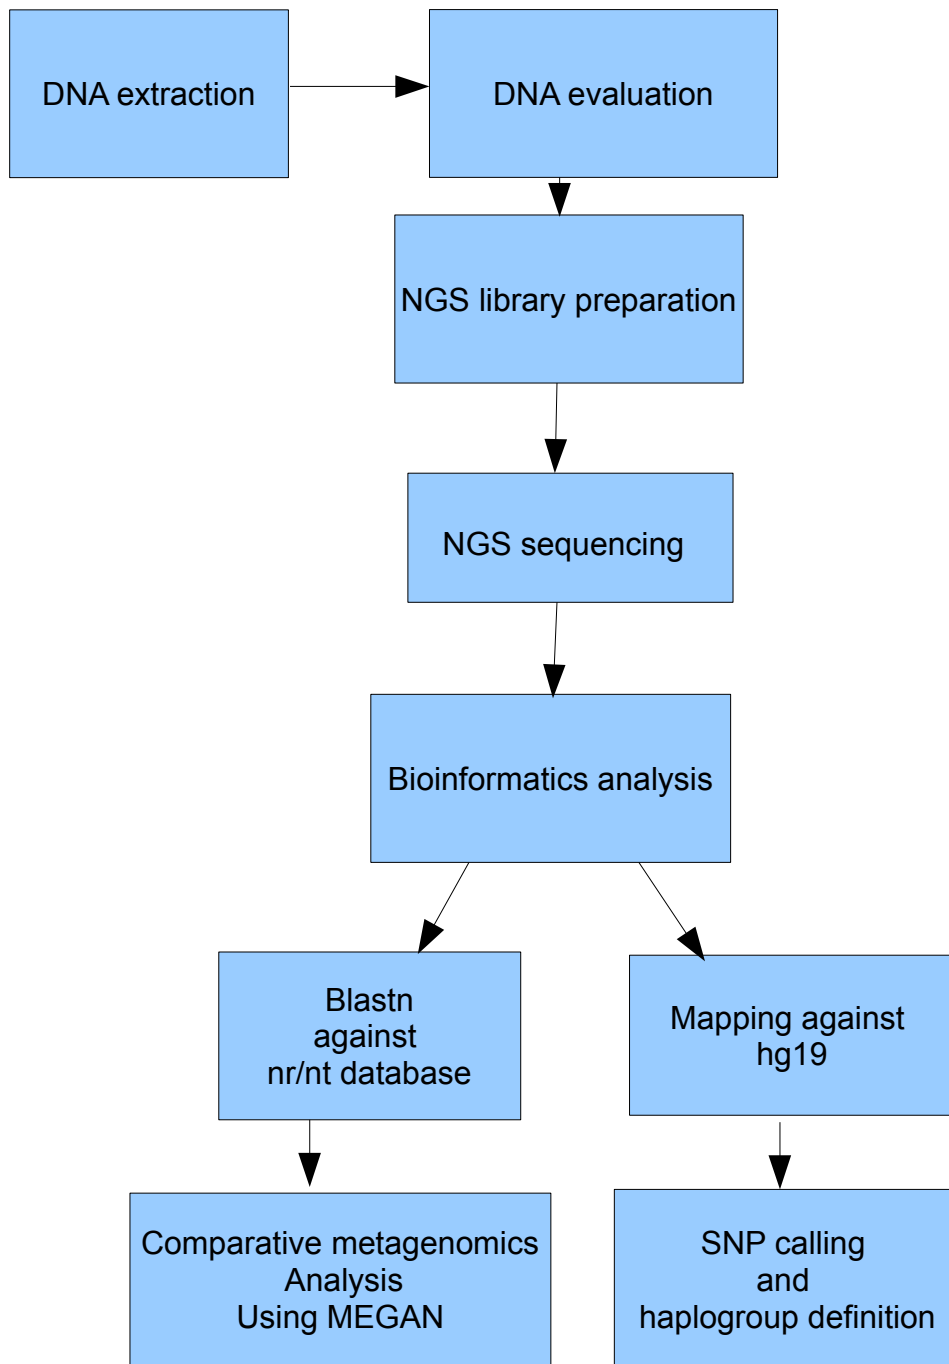 DNA extraction
DNA evaluation
NGS library preparation
NGS sequencing
Bioinformatics analysis
Blastn
against
nr/nt database
Mapping against
hg19
Comparative metagenomics
Analysis
Using MEGAN
SNP calling
and
haplogroup definition